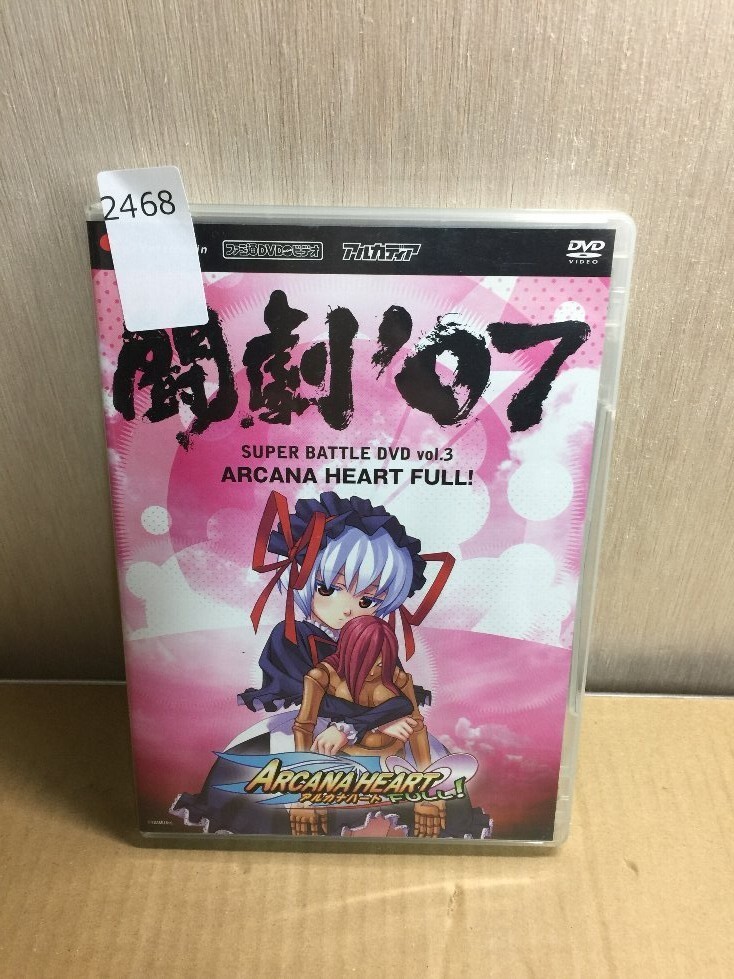 2468
in ファミ通DVDビデオ アルカディア DVD
VIDEO
闘劇'07
SUPER BATTLE DVD vol.3
ARCANA HEART FULL!
ARCANA HEART
アルカナハート FULL!